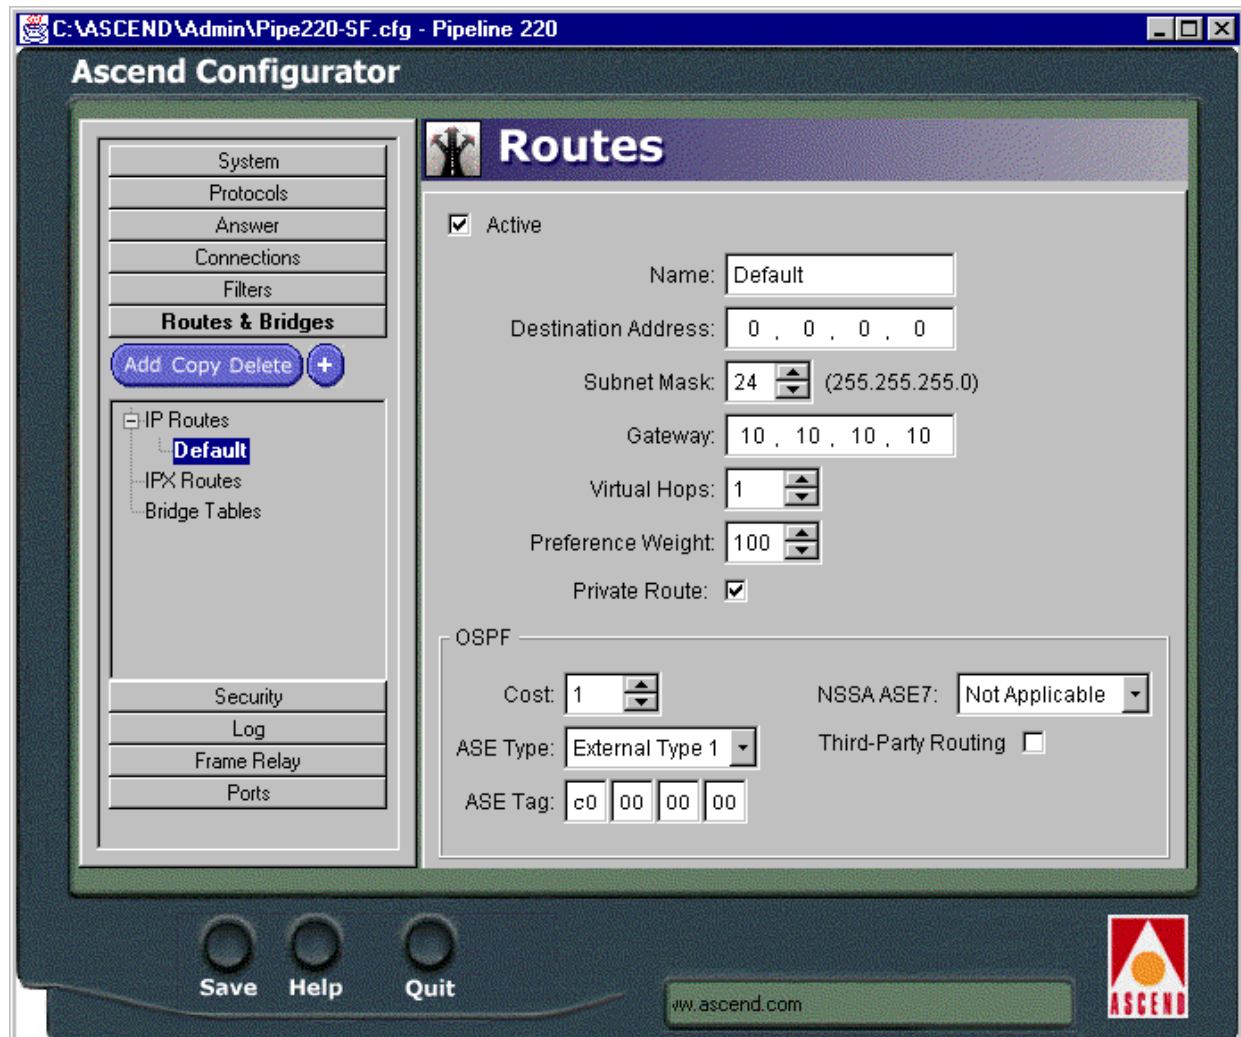 C:\ASCEND\Admin\Pipe220-SF.cfg - Pipeline 220
Ascend Configurator
System
Protocols
Answer
Connections
Filters
Routes & Bridges
Add Copy Delete +
IP Routes
Default
IPX Routes
Bridge Tables
Security
Log
Frame Relay
Ports
Routes
Active
Name: Default
Destination Address: 0 . 0 . 0 . 0
Subnet Mask: 24 (255.255.255.0)
Gateway: 10 . 10 . 10 . 10
Virtual Hops: 1
Preference Weight: 100
Private Route:
OSPF
Cost: 1
NSSA ASE7: Not Applicable
ASE Type: External Type 1
Third-Party Routing
ASE Tag: c0 00 00 00
Save Help Quit
ww.ascend.com
ASCEND